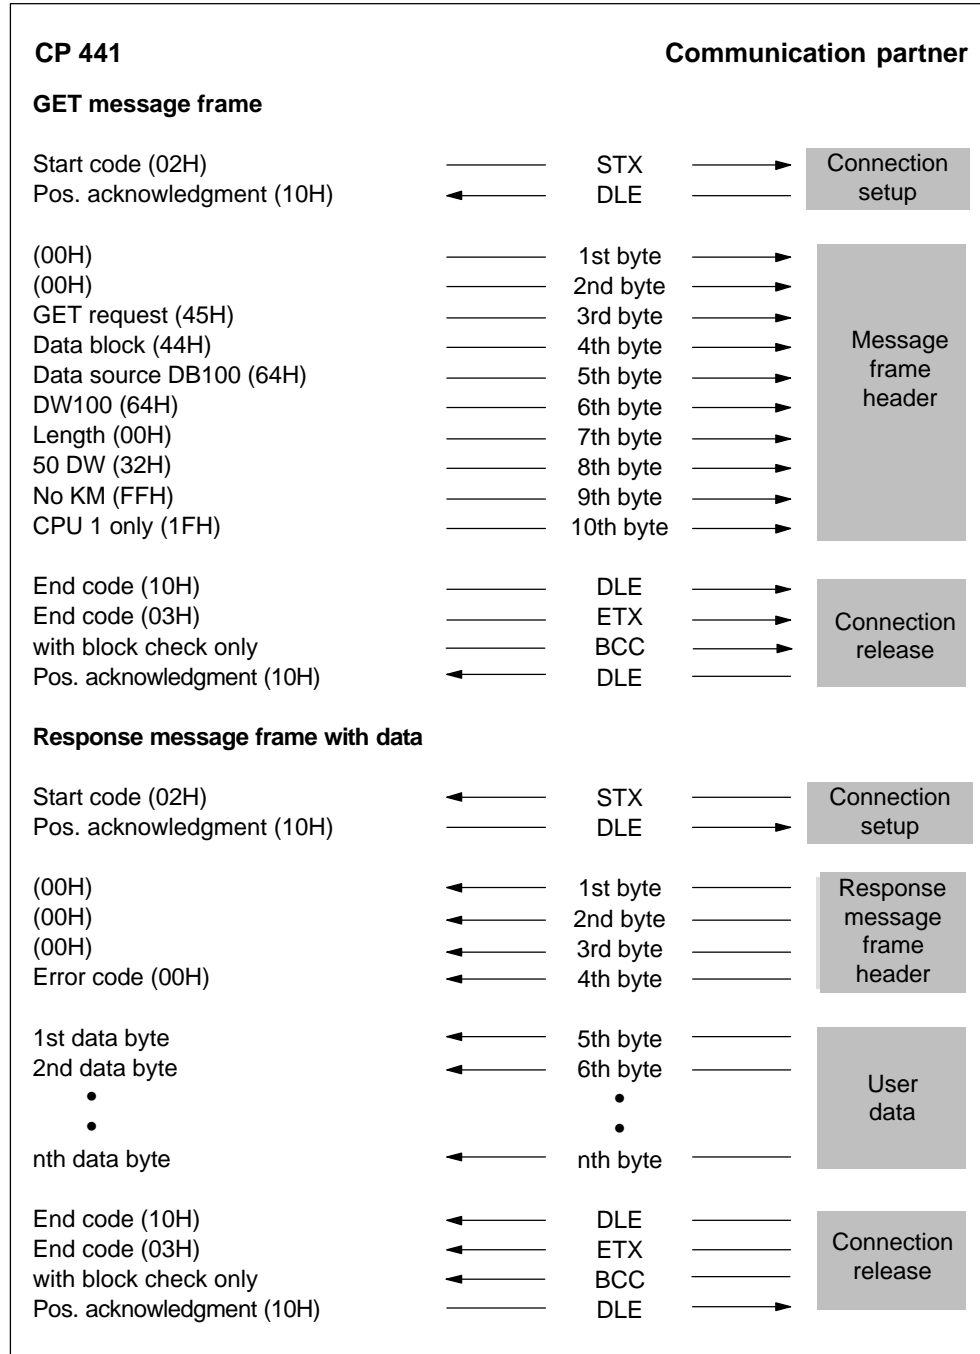 CP 441 Communication partner
GET message frame
Start code (02H) STX Connection
Pos. acknowledgment (10H) DLE setup
(00H) 1st byte
(00H) 2nd byte
GET request (45H) 3rd byte
Data block (44H) 4th byte Message
Data source DB100 (64H) 5th byte frame
DW100 (64H) 6th byte header
Length (00H) 7th byte
50 DW (32H) 8th byte
No KM (FFH) 9th byte
CPU 1 only (1FH) 10th byte
End code (10H) DLE
End code (03H) ETX Connection
with block check only BCC release
Pos. acknowledgment (10H) DLE
Response message frame with data
Start code (02H) STX Connection
Pos. acknowledgment (10H) DLE setup
(00H) 1st byte Response
(00H) 2nd byte message
(00H) 3rd byte frame
Error code (00H) 4th byte header
1st data byte 5th byte
2nd data byte 6th byte User
• •
• • data
nth data byte nth byte
End code (10H) DLE
End code (03H) ETX Connection
with block check only BCC release
Pos. acknowledgment (10H) DLE